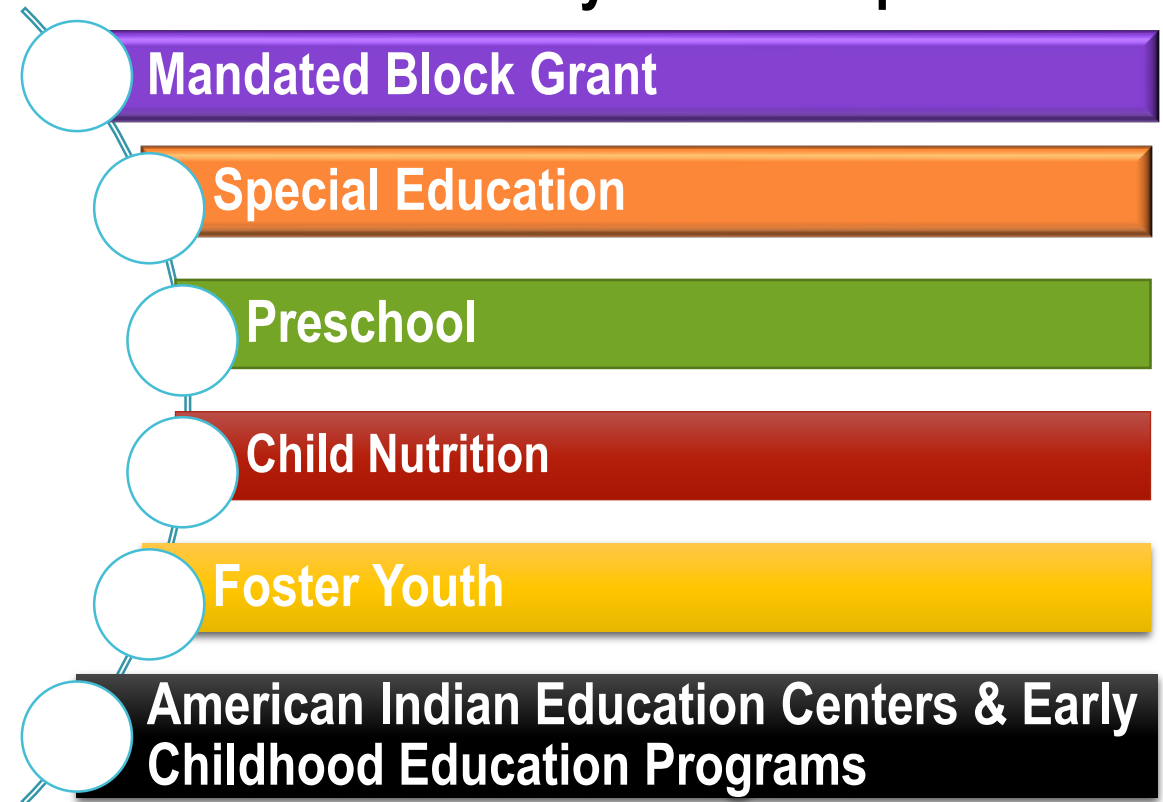 Mandated Block Grant
Special Education
Preschool
Child Nutrition
Foster Youth
American Indian Education Centers & Early
Childhood Education Programs